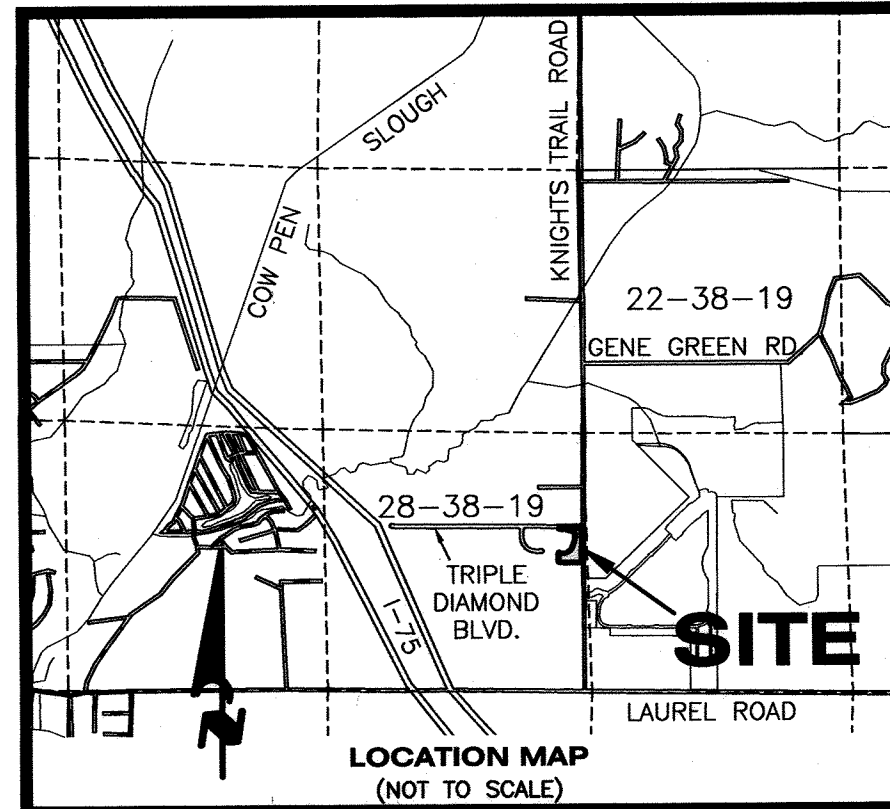 KNIGHTS TRAIL ROAD
SLOUGH
COW PEN
22-38-19
GENE GREEN RD
28-38-19
TRIPLE
DIAMOND
BLVD.
I-75
SITE
LAUREL ROAD
N
LOCATION MAP
(NOT TO SCALE)